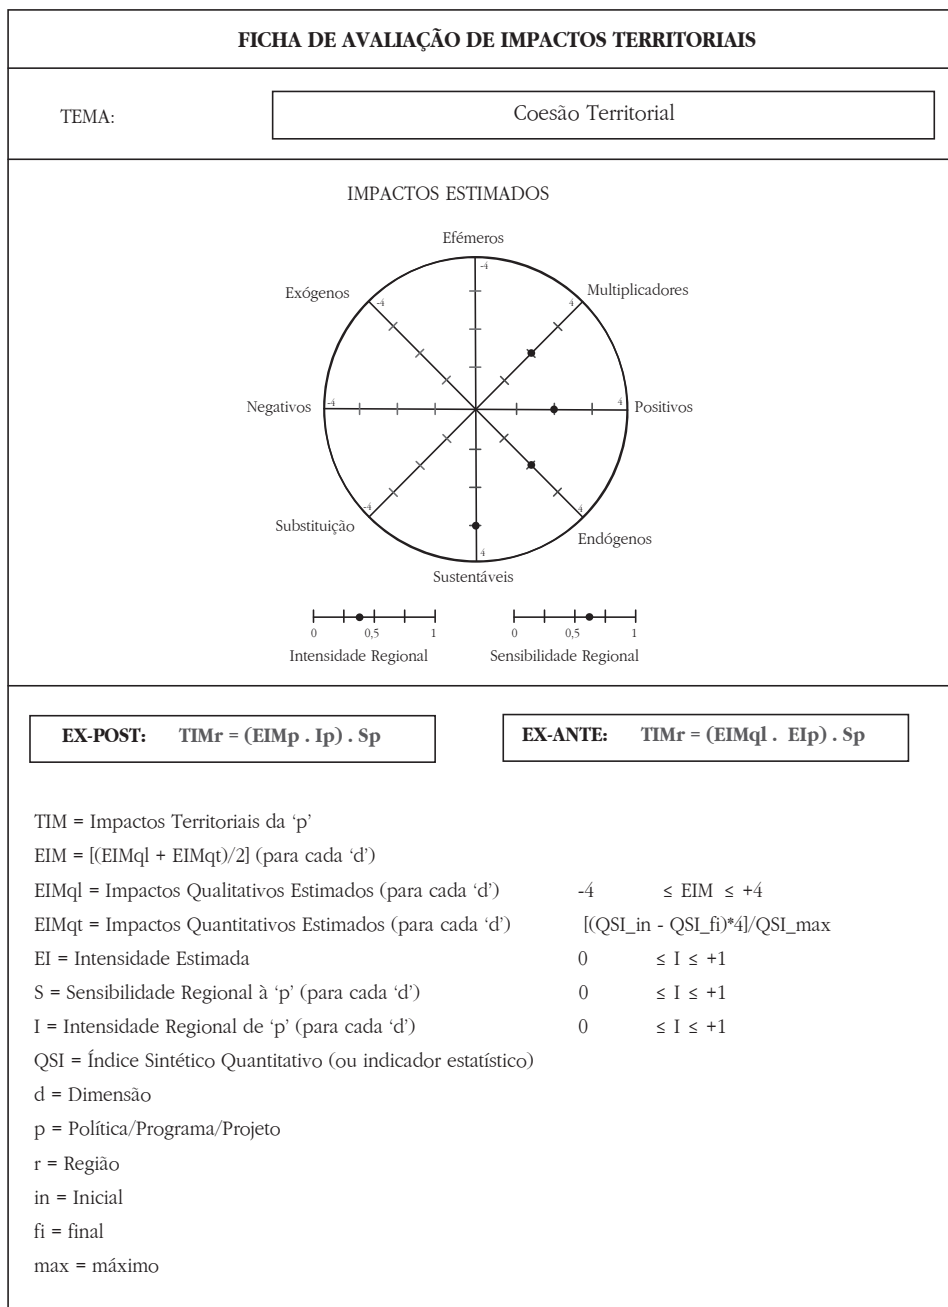 FICHA DE AVALIAÇÃO DE IMPACTOS TERRITORIAIS
TEMA: Coesão Territorial
IMPACTOS ESTIMADOS
Efémeros
-4
Exógenos -4 4 Multiplicadores
Negativos -4 4 Positivos
Substituição -4 4 Endógenos
4
Sustentáveis
0 0,5 1 0 0,5 1
Intensidade Regional Sensibilidade Regional
EX-POST: TIMr = (EIMp . Ip) . Sp EX-ANTE: TIMr = (EIMql . EIp) . Sp
TIM = Impactos Territoriais da ‘p’
EIM = [(EIMql + EIMqt)/2] (para cada ‘d’)
EIMql = Impactos Qualitativos Estimados (para cada ‘d’) -4 ≤ EIM ≤ +4
EIMqt = Impactos Quantitativos Estimados (para cada ‘d’) [(QSI_in - QSI_fi)*4]/QSI_max
EI = Intensidade Estimada 0 ≤ I ≤ +1
S = Sensibilidade Regional à ‘p’ (para cada ‘d’) 0 ≤ I ≤ +1
I = Intensidade Regional de ‘p’ (para cada ‘d’) 0 ≤ I ≤ +1
QSI = Índice Sintético Quantitativo (ou indicador estatístico)
d = Dimensão
p = Política/Programa/Projeto
r = Região
in = Inicial
fi = final
max = máximo